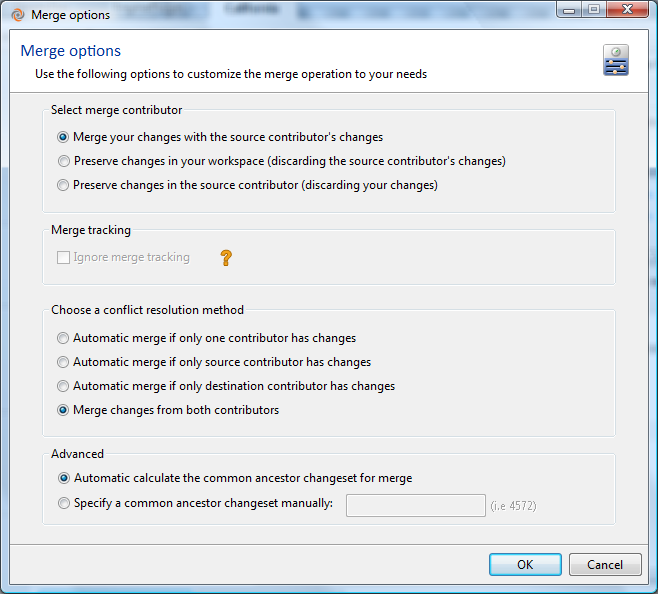 Merge options
Merge options
Use the following options to customize the merge operation to your needs
Select merge contributor
Merge your changes with the source contributor's changes
Preserve changes in your workspace (discarding the source contributor's changes)
Preserve changes in the source contributor (discarding your changes)
Merge tracking
Ignore merge tracking ?
Choose a conflict resolution method
Automatic merge if only one contributor has changes
Automatic merge if only source contributor has changes
Automatic merge if only destination contributor has changes
Merge changes from both contributors
Advanced
Automatic calculate the common ancestor changeset for merge
Specify a common ancestor changeset manually: (i.e 4572)
OK Cancel